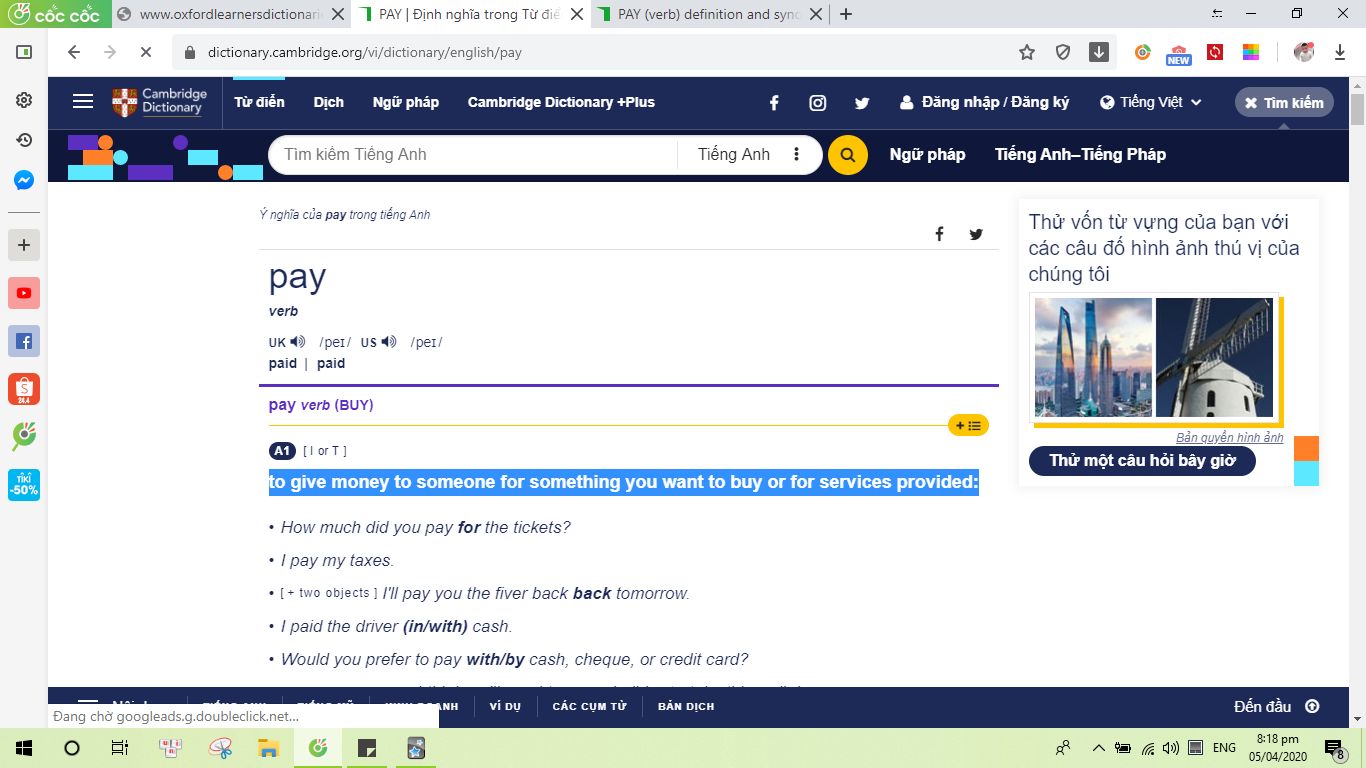 cốc cốc www.oxfordlearnersdictionarie PAY | Định nghĩa trong Từ điể PAY (verb) definition and syno
dictionary.cambridge.org/vi/dictionary/english/pay
NEW
Cambridge Dictionary Từ điển Dịch Ngữ pháp Cambridge Dictionary +Plus Đăng nhập / Đăng ký Tiếng Việt Tìm kiếm
Tìm kiếm Tiếng Anh Tiếng Anh Ngữ pháp Tiếng Anh–Tiếng Pháp
Ý nghĩa của pay trong tiếng Anh
pay
verb
UK /peɪ/ US /peɪ/
paid | paid
pay verb (BUY)
A1 [ I or T ]
to give money to someone for something you want to buy or for services provided:
• How much did you pay for the tickets?
• I pay my taxes.
• [ + two objects ] I'll pay you the fiver back back tomorrow.
• I paid the driver (in/with) cash.
• Would you prefer to pay with/by cash, cheque, or credit card?
Thử vốn từ vựng của bạn với
các câu đố hình ảnh thú vị của
chúng tôi
Bản quyền hình ảnh
Thử một câu hỏi bây giờ
24.4
TIKI
-50%
VÍ DỤ CÁC CỤM TỪ BẢN DỊCH Đến đầu
Đang chờ googleads.g.doubleclick.net...
ENG 8:18 pm
05/04/2020 8